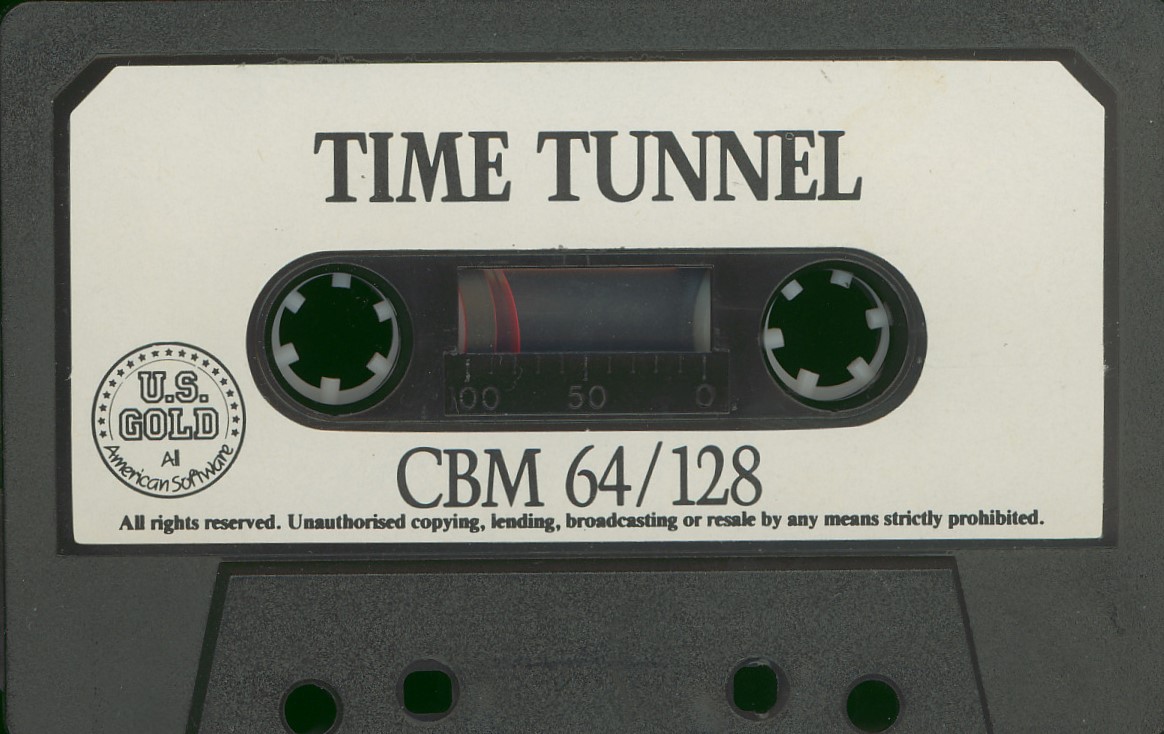 TIME TUNNEL
100 50 0
U.S.
GOLD
All
American Software
CBM 64/128
All rights reserved. Unauthorised copying, lending, broadcasting or resale by any means strictly prohibited.